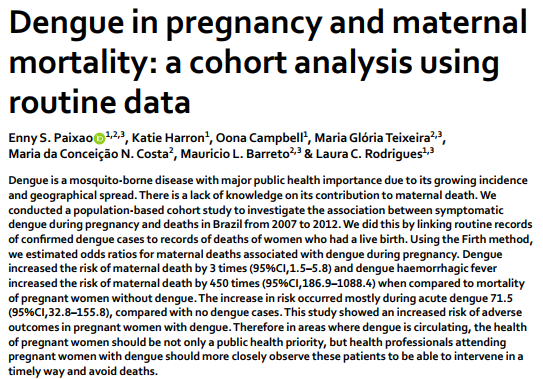 Dengue in pregnancy and maternal
mortality: a cohort analysis using
routine data
Enny S. Paixao 1,2,3, Katie Harron1, Oona Campbell1, Maria Glória Teixeira2,3,
Maria da Conceição N. Costa2, Mauricio L. Barreto2,3 & Laura C. Rodrigues1,3
Dengue is a mosquito-borne disease with major public health importance due to its growing incidence
and geographical spread. There is a lack of knowledge on its contribution to maternal death. We
conducted a population-based cohort study to investigate the association between symptomatic
dengue during pregnancy and deaths in Brazil from 2007 to 2012. We did this by linking routine records
of confirmed dengue cases to records of deaths of women who had a live birth. Using the Firth method,
we estimated odds ratios for maternal deaths associated with dengue during pregnancy. Dengue
increased the risk of maternal death by 3 times (95%CI,1.5–5.8) and dengue haemorrhagic fever
increased the risk of maternal death by 450 times (95%CI,186.9–1088.4) when compared to mortality
of pregnant women without dengue. The increase in risk occurred mostly during acute dengue 71.5
(95%CI,32.8–155.8), compared with no dengue cases. This study showed an increased risk of adverse
outcomes in pregnant women with dengue. Therefore in areas where dengue is circulating, the health
of pregnant women should be not only a public health priority, but health professionals attending
pregnant women with dengue should more closely observe these patients to be able to intervene in a
timely way and avoid deaths.